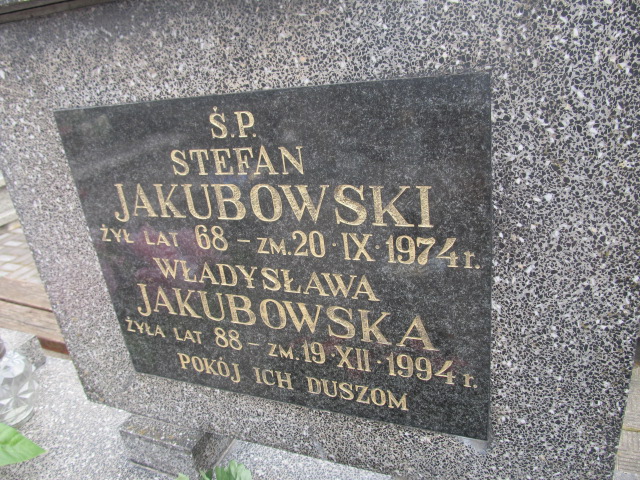 Ś.P.
STEFAN
JAKUBOWSKI
ŻYŁ LAT 68 – ZM. 20 · IX · 1974 r.
WŁADYSŁAWA
JAKUBOWSKA
ŻYŁA LAT 88 – ZM. 19 · XII · 1994 r.
POKÓJ ICH DUSZOM